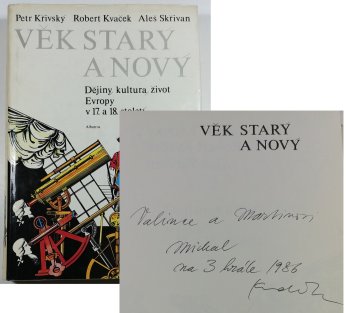 Petr Křivský Robert Kvaček Aleš Skřivan
VĚK STARÝ
A NOVÝ
Dějiny, kultura, život
Evropy
v 17. a 18. století
Albatros
VĚK STARÝ
A NOVÝ
a Martinovi
Michal
na 3 krále 1986